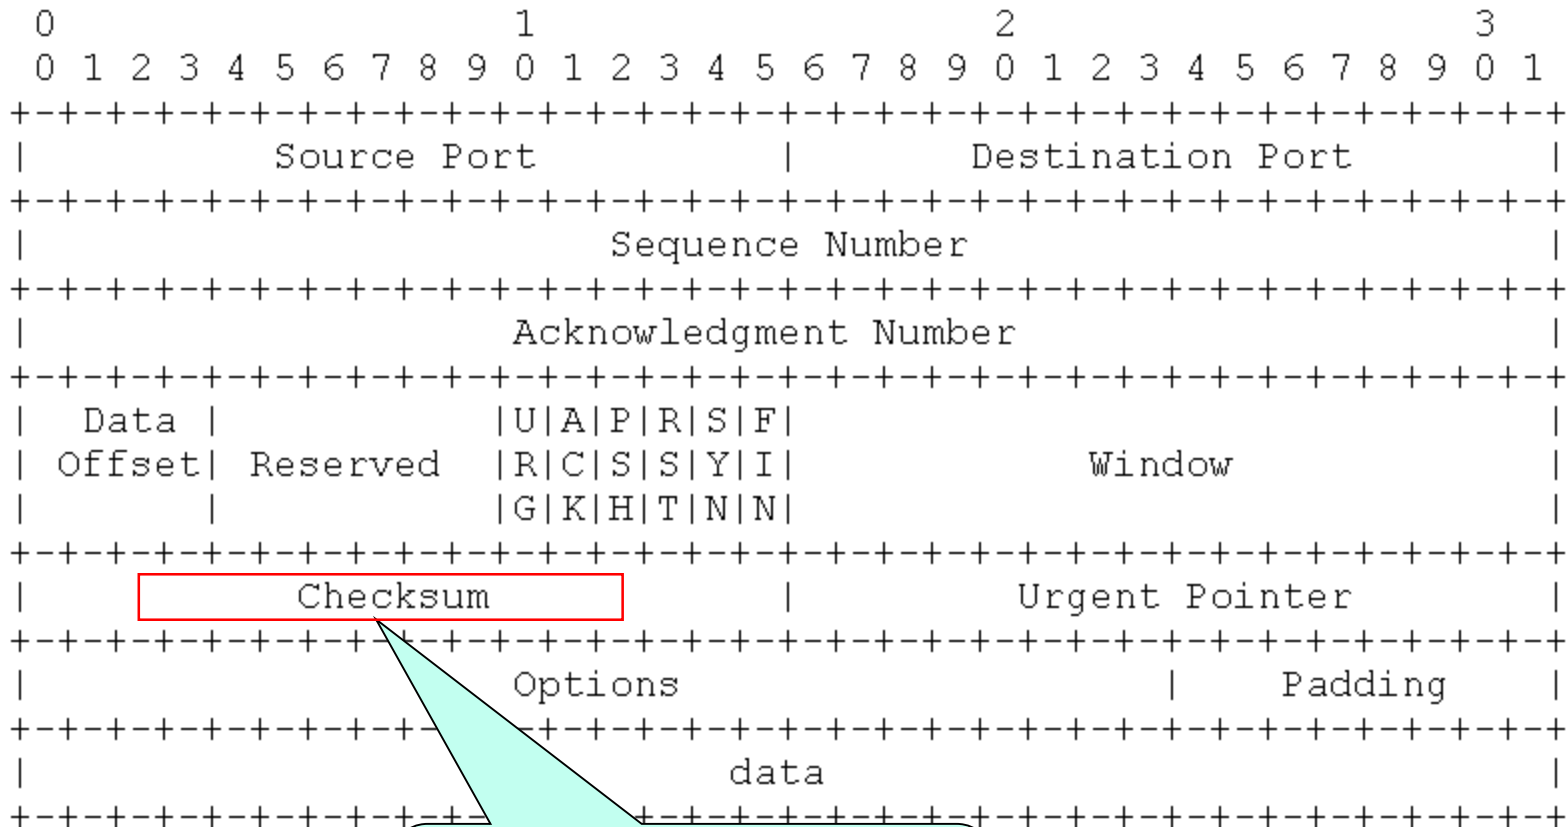 0                   1                   2                   3
 0 1 2 3 4 5 6 7 8 9 0 1 2 3 4 5 6 7 8 9 0 1 2 3 4 5 6 7 8 9 0 1
+-+-+-+-+-+-+-+-+-+-+-+-+-+-+-+-+-+-+-+-+-+-+-+-+-+-+-+-+-+-+-+-+
|          Source Port          |       Destination Port        |
+-+-+-+-+-+-+-+-+-+-+-+-+-+-+-+-+-+-+-+-+-+-+-+-+-+-+-+-+-+-+-+-+
|                        Sequence Number                        |
+-+-+-+-+-+-+-+-+-+-+-+-+-+-+-+-+-+-+-+-+-+-+-+-+-+-+-+-+-+-+-+-+
|                    Acknowledgment Number                      |
+-+-+-+-+-+-+-+-+-+-+-+-+-+-+-+-+-+-+-+-+-+-+-+-+-+-+-+-+-+-+-+-+
|  Data |           |U|A|P|R|S|F|                               |
| Offset| Reserved  |R|C|S|S|Y|I|            Window             |
|       |           |G|K|H|T|N|N|                               |
+-+-+-+-+-+-+-+-+-+-+-+-+-+-+-+-+-+-+-+-+-+-+-+-+-+-+-+-+-+-+-+-+
|           Checksum            |         Urgent Pointer        |
+-+-+-+-+-+-+-+-+-+-+-+-+-+-+-+-+-+-+-+-+-+-+-+-+-+-+-+-+-+-+-+-+
|                    Options                    |    Padding    |
+-+-+-+-+-+-+-+-+-+-+-+-+-+-+-+-+-+-+-+-+-+-+-+-+-+-+-+-+-+-+-+-+
|                             data                              |
+-+-+-+-+-+-+-+-+-+-+-+-+-+-+-+-+-+-+-+-+-+-+-+-+-+-+-+-+-+-+-+-+